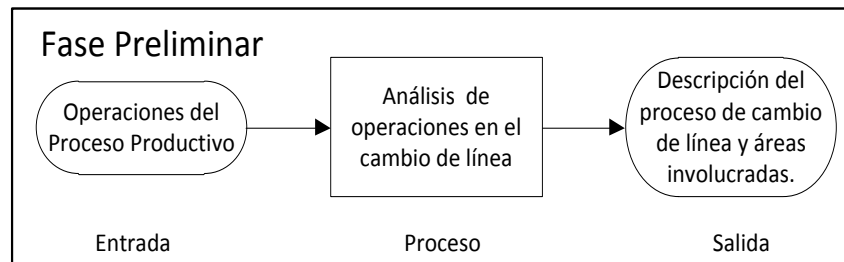 Fase Preliminar
Operaciones del
Proceso Productivo
Análisis de
operaciones en el
cambio de línea
Descripción del
proceso de cambio
de línea y áreas
involucradas.
Entrada
Proceso
Salida